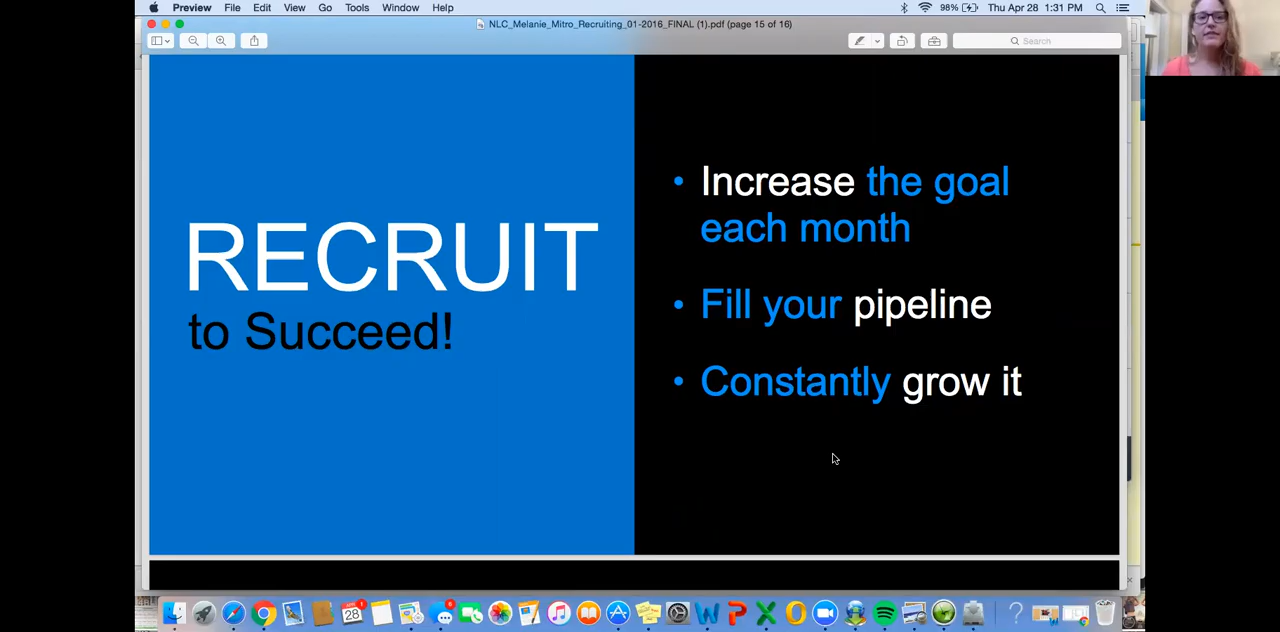 Preview File Edit View Go Tools Window Help 98% Thu Apr 28 1:31 PM
NLC_Melanie_Mitro_Recruiting_01-2016_FINAL (1).pdf (page 15 of 16)
Search
RECRUIT
to Succeed!
• Increase the goal
each month
• Fill your pipeline
• Constantly grow it
28